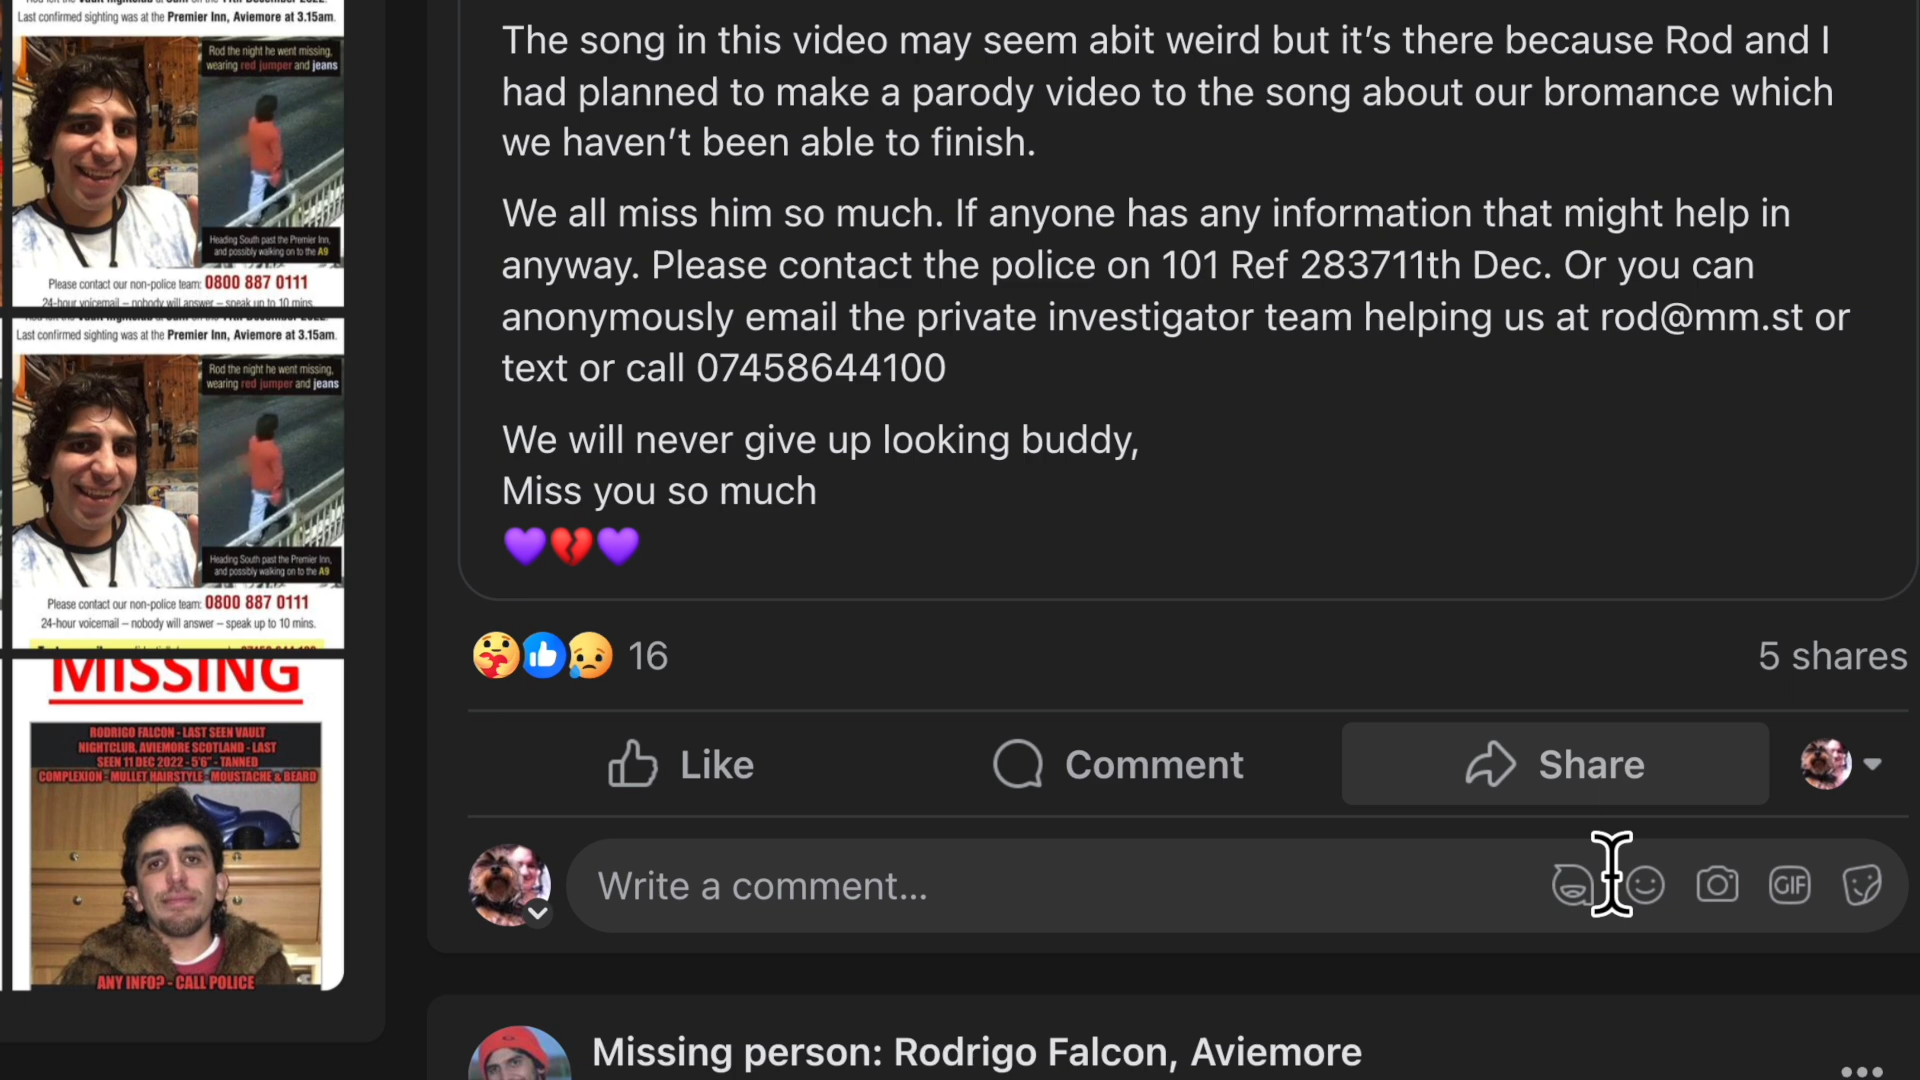 Last confirmed sighting was at the Premier Inn, Aviemore at 3.15am.
Rod the night he went missing,
wearing red jumper and jeans
Heading South past the Premier Inn,
and possibly walking on to the A9
Please contact our non-police team: 0800 887 0111
24-hour voicemail – nobody will answer – speak up to 10 mins.
Last confirmed sighting was at the Premier Inn, Aviemore at 3.15am.
Rod the night he went missing,
wearing red jumper and jeans
Heading South past the Premier Inn,
and possibly walking on to the A9
Please contact our non-police team: 0800 887 0111
24-hour voicemail – nobody will answer – speak up to 10 mins.
MISSING
RODRIGO FALCON - LAST SEEN VAULT
NIGHTCLUB, AVIEMORE SCOTLAND - LAST
SEEN 11 DEC 2022 - 5'6" - TANNED
COMPLEXION - MULLET HAIRSTYLE - MOUSTACHE & BEARD
ANY INFO? - CALL POLICE
The song in this video may seem abit weird but it’s there because Rod and I
had planned to make a parody video to the song about our bromance which
we haven’t been able to finish.
We all miss him so much. If anyone has any information that might help in
anyway. Please contact the police on 101 Ref 283711th Dec. Or you can
anonymously email the private investigator team helping us at rod@mm.st or
text or call 07458644100
We will never give up looking buddy,
Miss you so much
16
5 shares
Like
Comment
Share
Write a comment...
GIF
Missing person: Rodrigo Falcon, Aviemore